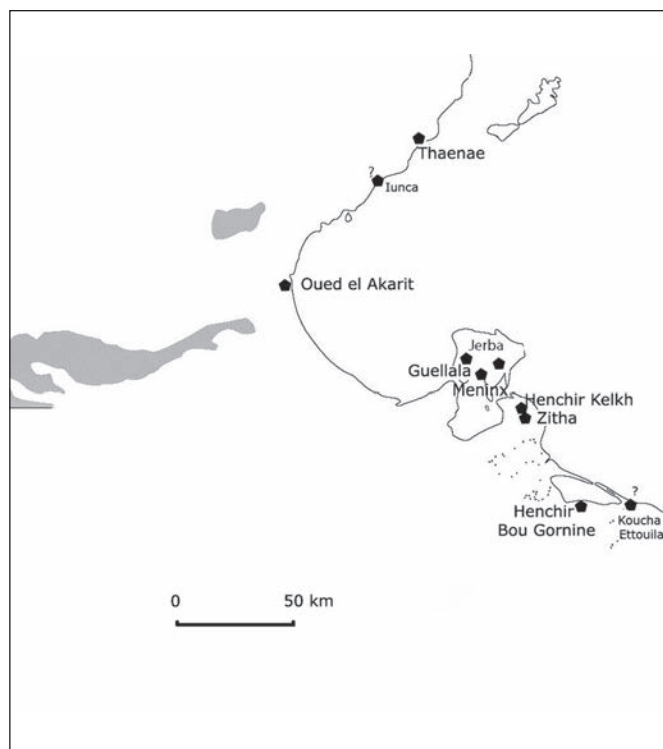 Thaenae
?
Iunca
Oued el Akarit
Jerba
Guellala
Meninx
Henchir Kelkh
Zitha
?
Henchir
Bou Gornine
Koucha
Ettouila
0 50 km